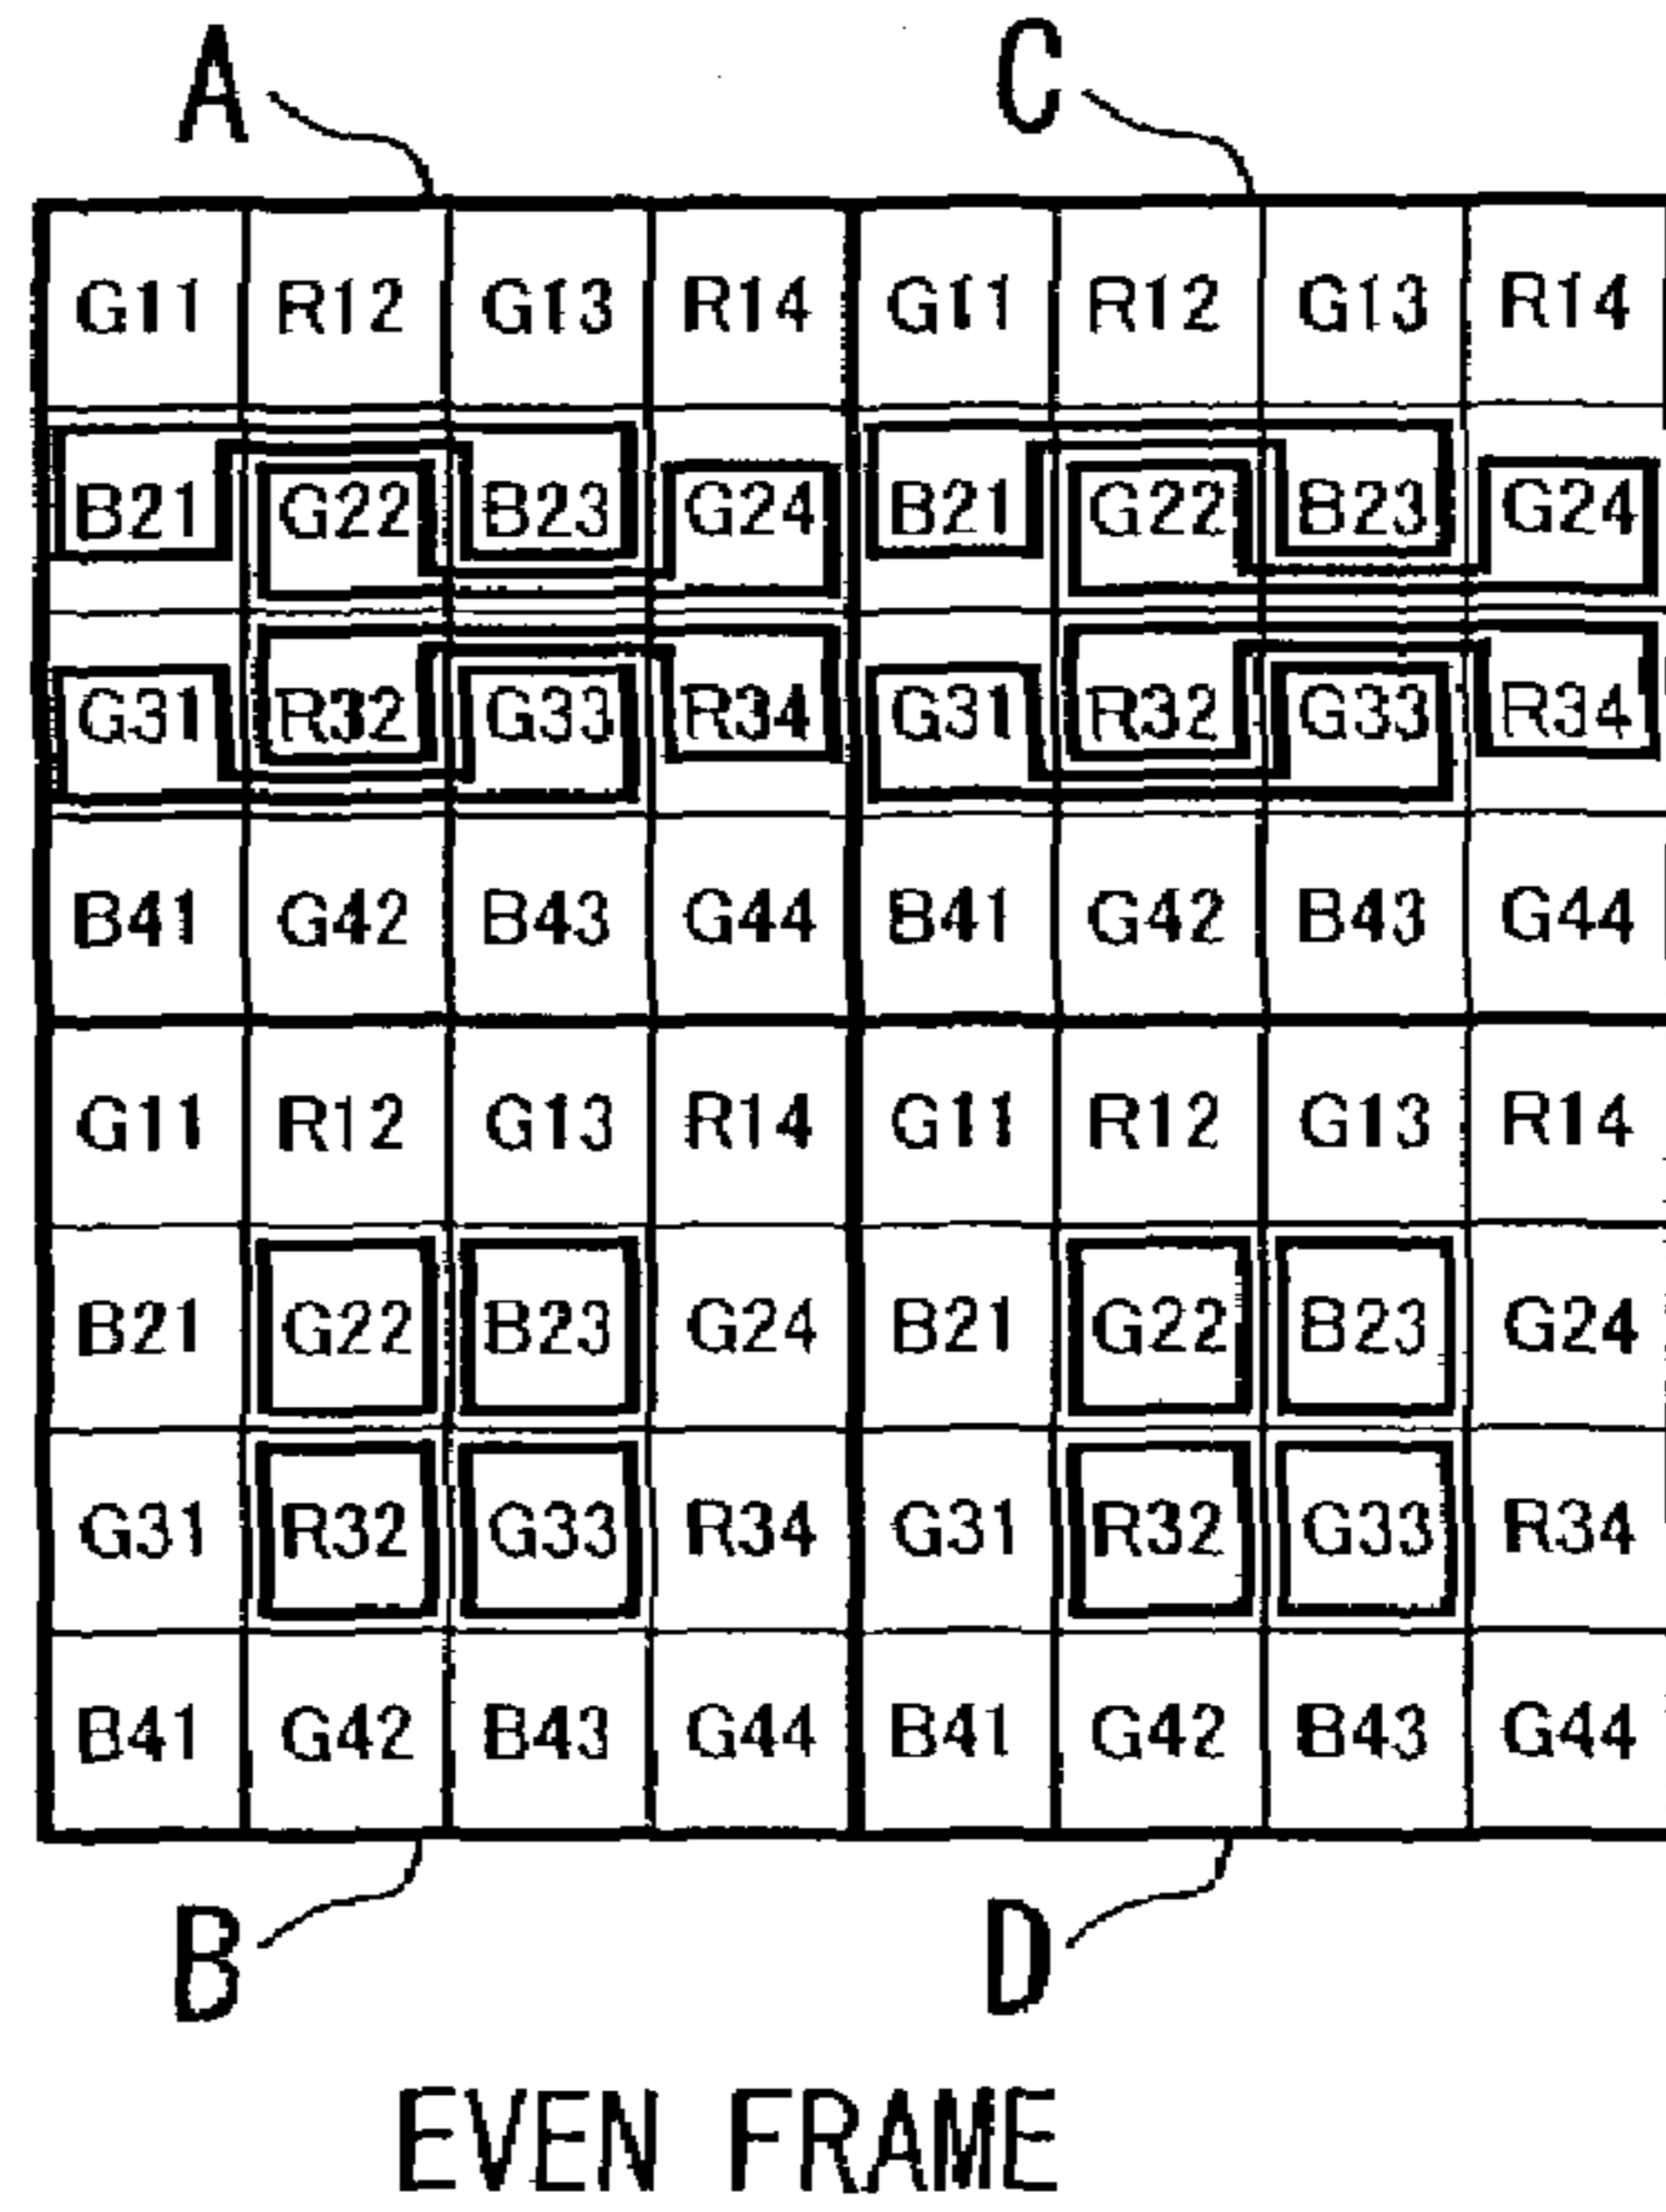 A C
G11 R12 G13 R14 G11 R12 G13 R14
B21 G22 B23 G24 B21 G22 B23 G24
G31 R32 G33 R34 G31 R32 G33 R34
B41 G42 B43 G44 B41 G42 B43 G44
G11 R12 G13 R14 G11 R12 G13 R14
B21 G22 B23 G24 B21 G22 B23 G24
G31 R32 G33 R34 G31 R32 G33 R34
B41 G42 B43 G44 B41 G42 B43 G44
B D
EVEN FRAME